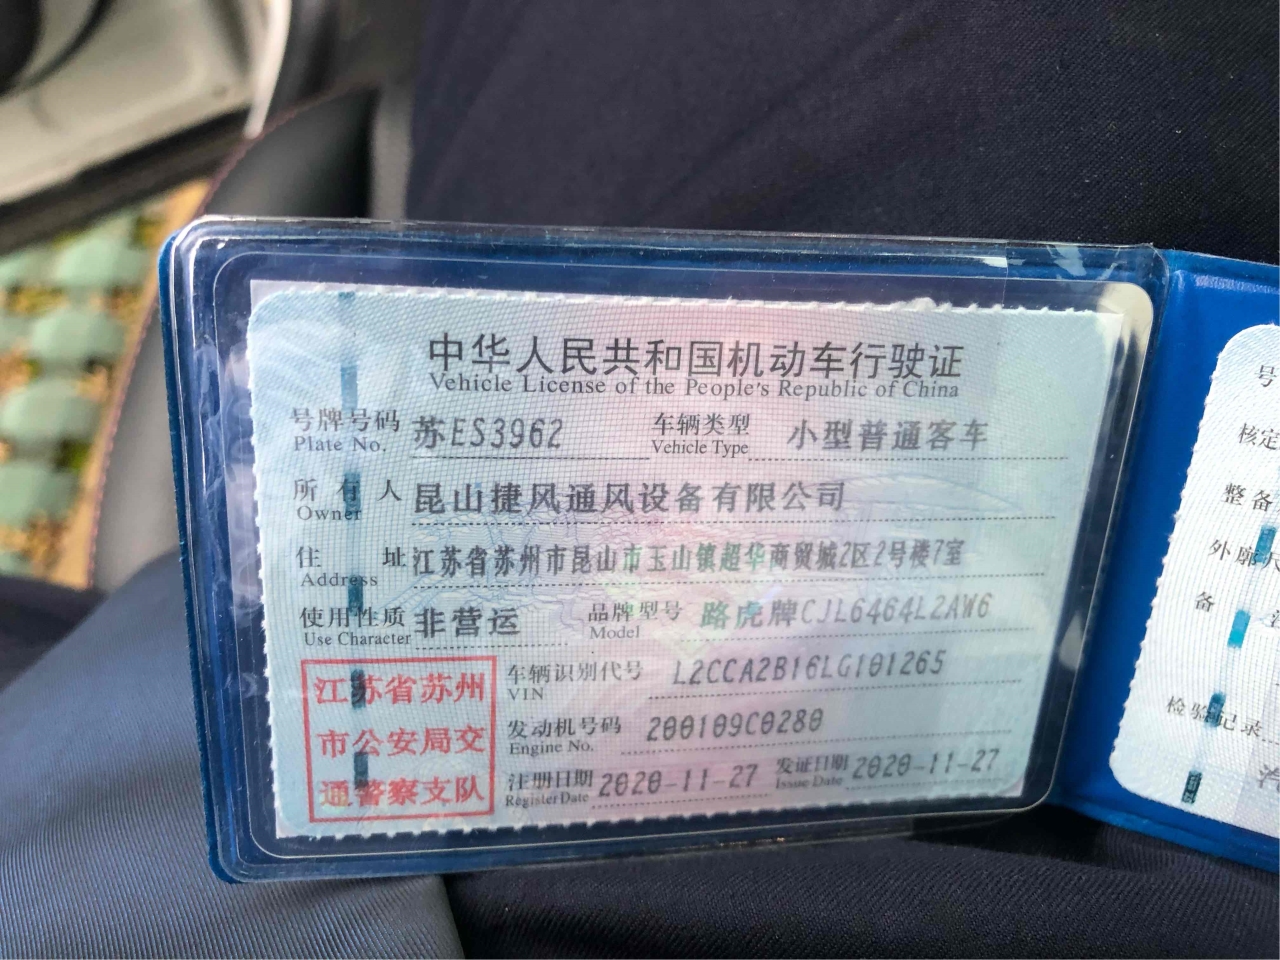 中华人民共和国机动车行驶证
Vehicle License of the People's Republic of China
号牌号码 苏ES3962 车辆类型 小型普通客车
Plate No. Vehicle Type
所有人 昆山捷风通风设备有限公司
Owner
住址 江苏省苏州市昆山市玉山镇超华商贸城2区2号楼7室
Address
使用性质 非营运 品牌型号 路虎牌CJL6464L2AW6
Use Character Model
江苏省苏州
市公安局交
通警察支队
车辆识别代号 L2CCA2B16LG101265
VIN
发动机号码 200109C0280
Engine No.
注册日期 2020-11-27 发证日期 2020-11-27
Register Date Issue Date
号
核定
整备
外廓尺
备
检验记录